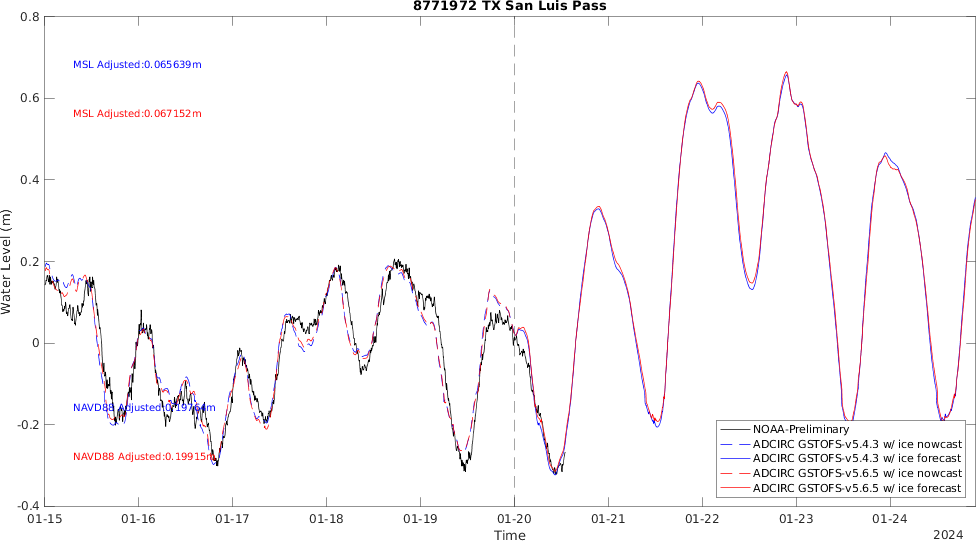 8771972 TX San Luis Pass
0.8
0.6
0.4
0.2
0
-0.2
-0.4
Water Level (m)
MSL Adjusted:0.065639m
MSL Adjusted:0.067152m
NAVD88 Adjusted:0.19764m
NAVD88 Adjusted:0.19915m
NOAA-Preliminary
ADCIRC GSTOFS-v5.4.3 w/ ice nowcast
ADCIRC GSTOFS-v5.4.3 w/ ice forecast
ADCIRC GSTOFS-v5.6.5 w/ ice nowcast
ADCIRC GSTOFS-v5.6.5 w/ ice forecast
01-15 01-16 01-17 01-18 01-19 01-20 01-21 01-22 01-23 01-24
Time
2024